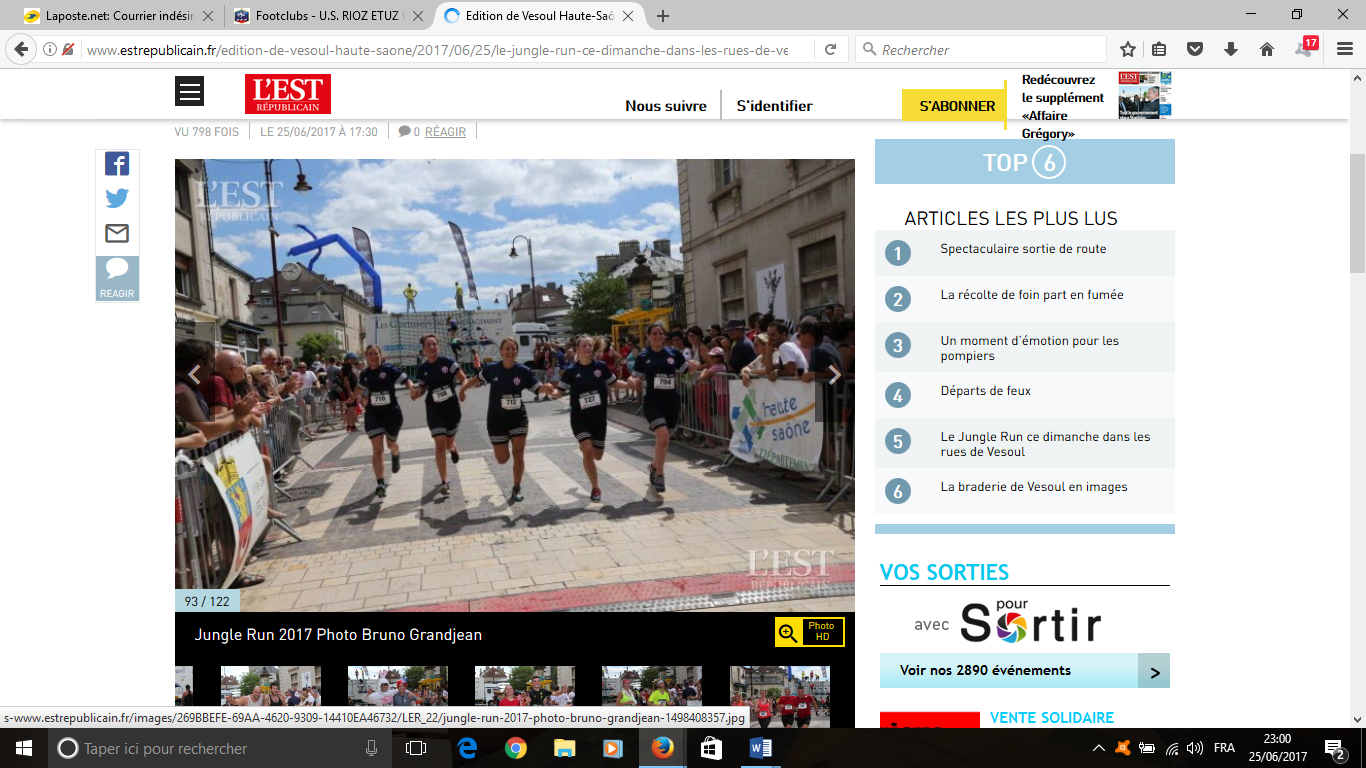 Laposte.net: Courrier indésir
Footclubs - U.S. RIOZ ETUZ
Edition de Vesoul Haute-Saô
www.estrepublicain.fr/edition-de-vesoul-haute-saone/2017/06/25/le-jungle-run-ce-dimanche-dans-les-rues-de-ve
Rechercher
17
L'EST
RÉPUBLICAIN
Nous suivre
S'identifier
S'ABONNER
Redécouvrez
le supplément
«Affaire
Grégory»
VU 798 FOIS
LE 25/06/2017 À 17:30
0 RÉAGIR
REAGIR
L'EST
RÉPUBLICAIN
710
708
712
727
704
haute
saône
DÉPARTEMENT
L'EST
RÉPUBLICAIN
93 / 122
Jungle Run 2017 Photo Bruno Grandjean
Photo
HD
TOP 6
ARTICLES LES PLUS LUS
1 Spectaculaire sortie de route
2 La récolte de foin part en fumée
3 Un moment d'émotion pour les
pompiers
4 Départs de feux
5 Le Jungle Run ce dimanche dans les
rues de Vesoul
6 La braderie de Vesoul en images
VOS SORTIES
avec
pour
Sortir
Voir nos 2890 événements >
VENTE SOLIDAIRE
s-www.estrepublicain.fr/images/269BBEFE-69AA-4620-9309-14410EA46732/LER_22/jungle-run-2017-photo-bruno-grandjean-1498408357.jpg
Taper ici pour rechercher
FRA
23:00
25/06/2017
2